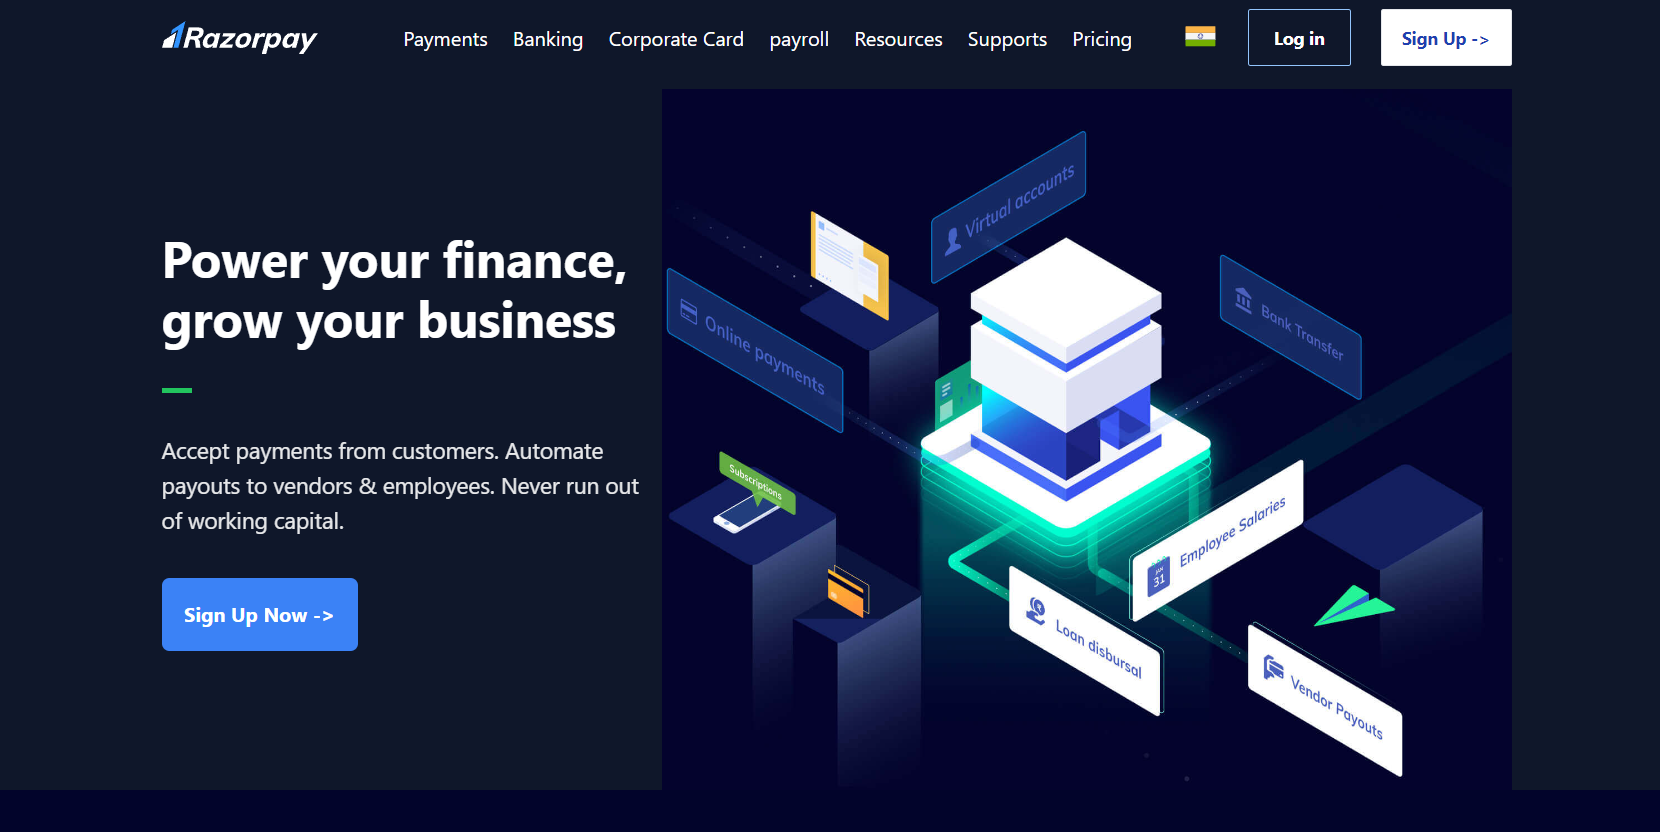 Razorpay
Payments
Banking
Corporate Card
payroll
Resources
Supports
Pricing
Log in
Sign Up ->
Power your finance,
grow your business
Accept payments from customers. Automate
payouts to vendors & employees. Never run out
of working capital.
Sign Up Now ->
Virtual accounts
Online payments
Bank Transfer
Subscriptions
Employee Salaries
JAN
31
Loan disbursal
Vendor Payouts